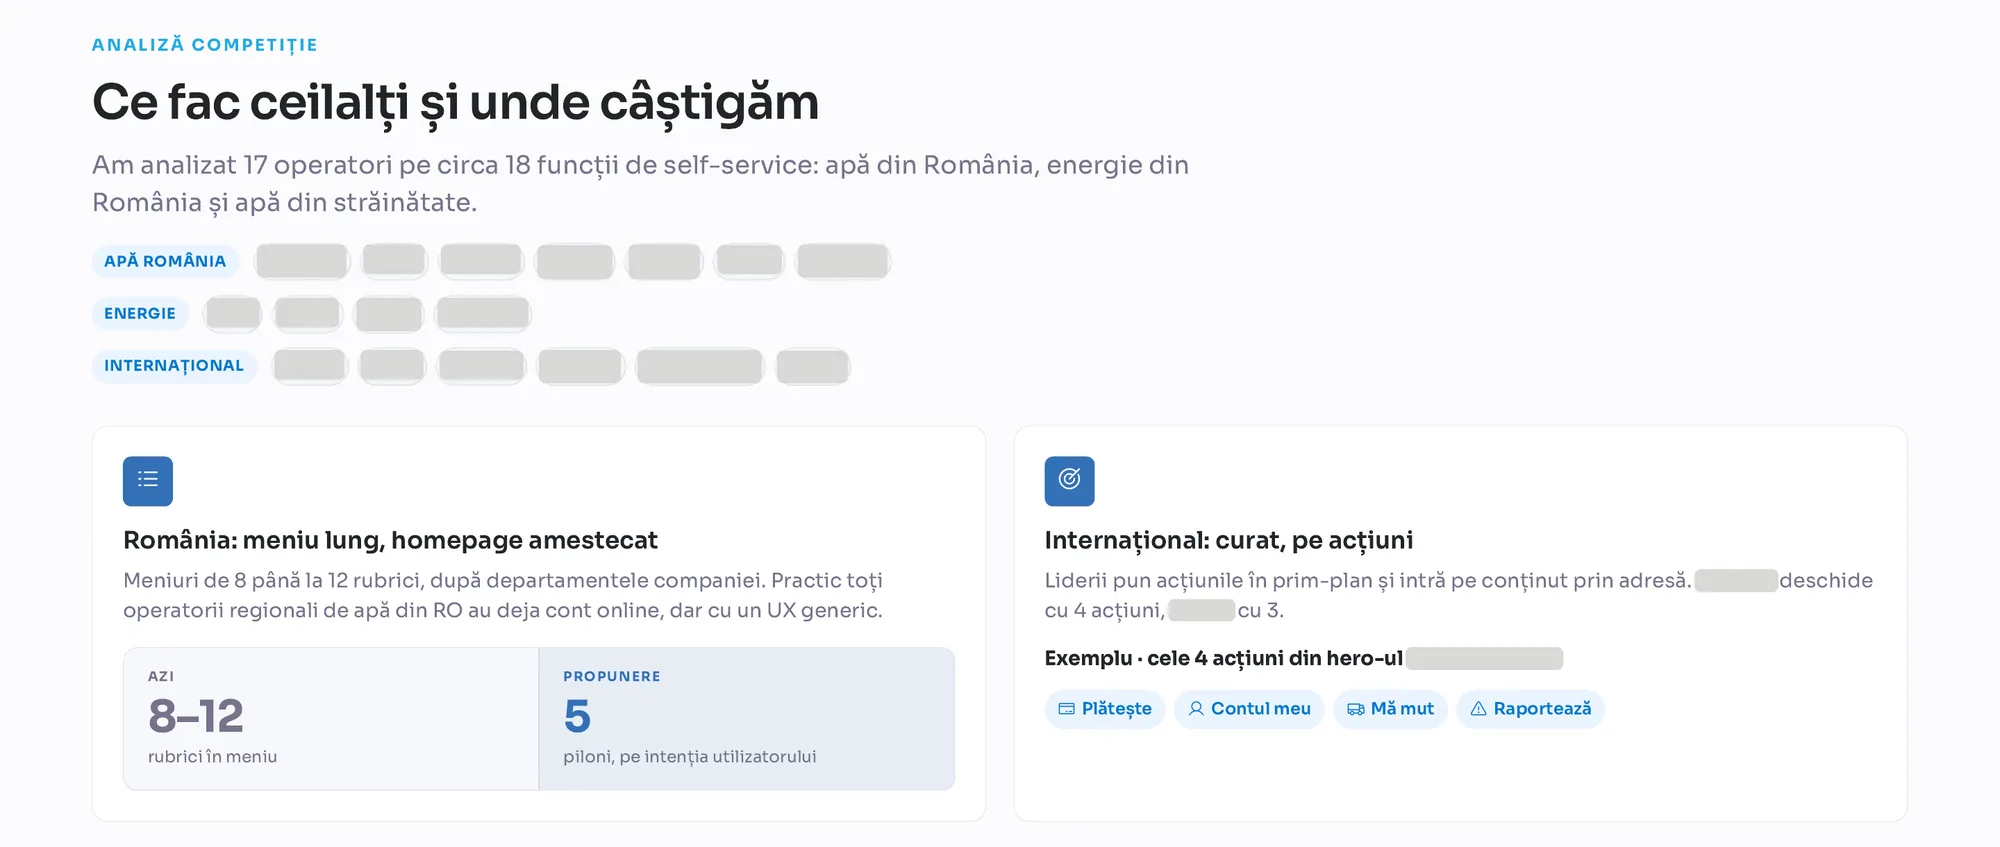 ANALIZĂ COMPETIȚIE
Ce fac ceilalți și unde câștigăm
Am analizat 17 operatori pe circa 18 funcții de self-service: apă din România, energie din
România și apă din străinătate.
APĂ ROMÂNIA
ENERGIE
INTERNAȚIONAL
România: meniu lung, homepage amestecat
Meniuri de 8 până la 12 rubrici, după departamentele companiei. Practic toți
operatorii regionali de apă din RO au deja cont online, dar cu un UX generic.
AZI
8–12
rubrici în meniu
PROPUNERE
5
piloni, pe intenția utilizatorului
Internațional: curat, pe acțiuni
Liderii pun acțiunile în prim-plan și intră pe conținut prin adresă. deschide
cu 4 acțiuni, cu 3.
Exemplu · cele 4 acțiuni din hero-ul
Plătește
Contul meu
Mă mut
Raportează